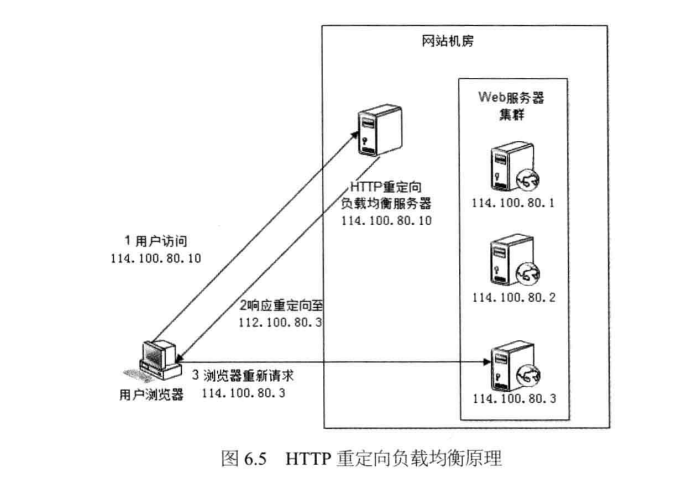 网站机房
Web服务器
集群
114.100.80.1
HTTP重定向
负载均衡服务器
114.100.80.10
1 用户访问
114.100.80.10
114.100.80.2
2响应重定向至
112.100.80.3
3 浏览器重新请求
114.100.80.3
用户浏览器
114.100.80.3
图 6.5 HTTP 重定向负载均衡原理